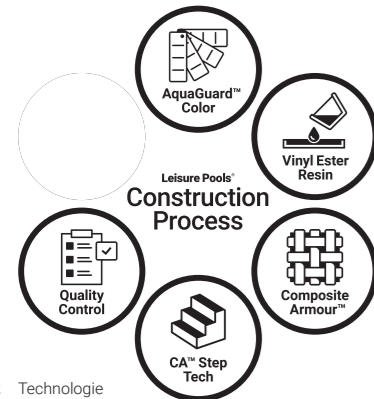 AquaGuard™
Color
Vinyl Ester
Resin
Leisure Pools®
Construction
Process
Quality
Control
Composite
Armour™
CA™ Step
Tech
Technologie